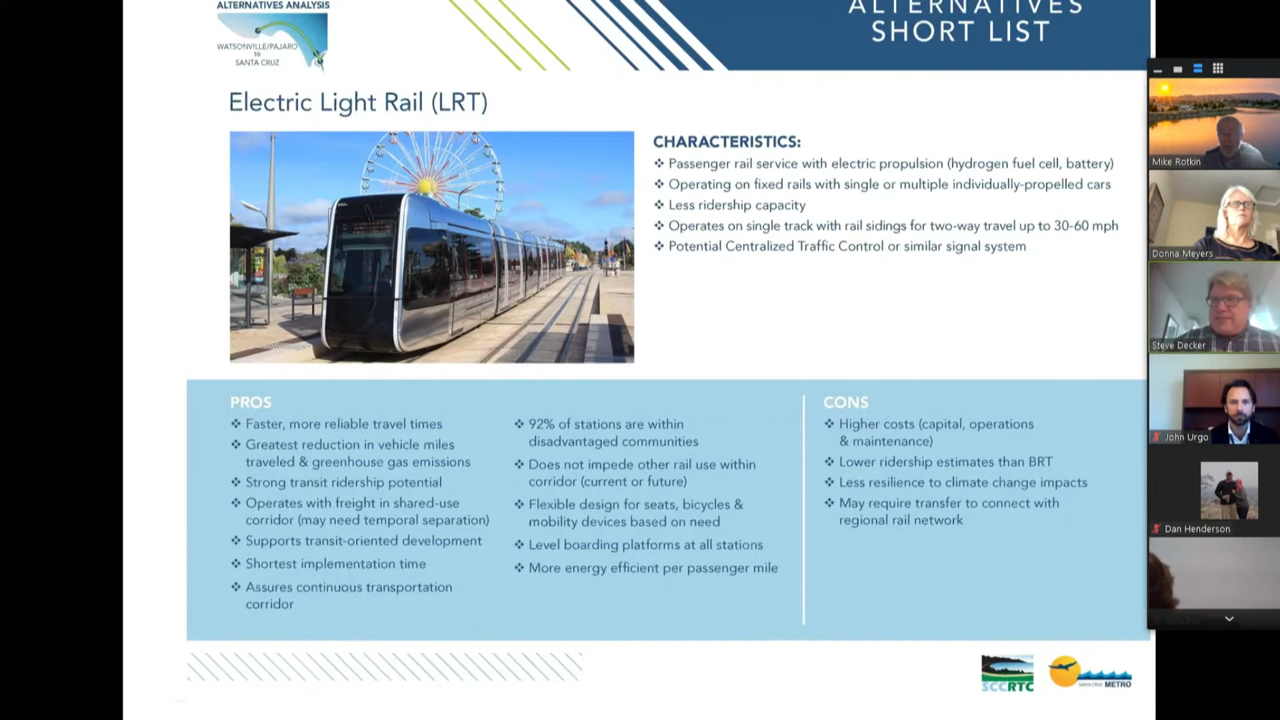 ALTERNATIVES ANALYSIS
WATSONVILLE/PAJARO
TO
SANTA CRUZ
ALTERNATIVES
SHORT LIST
Electric Light Rail (LRT)
CHARACTERISTICS:
❖ Passenger rail service with electric propulsion (hydrogen fuel cell, battery)
❖ Operating on fixed rails with single or multiple individually-propelled cars
❖ Less ridership capacity
❖ Operates on single track with rail sidings for two-way travel up to 30-60 mph
❖ Potential Centralized Traffic Control or similar signal system
PROS
❖ Faster, more reliable travel times
❖ Greatest reduction in vehicle miles
traveled & greenhouse gas emissions
❖ Strong transit ridership potential
❖ Operates with freight in shared-use
corridor (may need temporal separation)
❖ Supports transit-oriented development
❖ Shortest implementation time
❖ Assures continuous transportation
corridor
❖ 92% of stations are within
disadvantaged communities
❖ Does not impede other rail use within
corridor (current or future)
❖ Flexible design for seats, bicycles &
mobility devices based on need
❖ Level boarding platforms at all stations
❖ More energy efficient per passenger mile
CONS
❖ Higher costs (capital, operations
& maintenance)
❖ Lower ridership estimates than BRT
❖ Less resilience to climate change impacts
❖ May require transfer to connect with
regional rail network
SCCRTC
SANTA CRUZ METRO
Mike Rotkin
Donna Meyers
Steve Decker
John Urgo
Dan Henderson